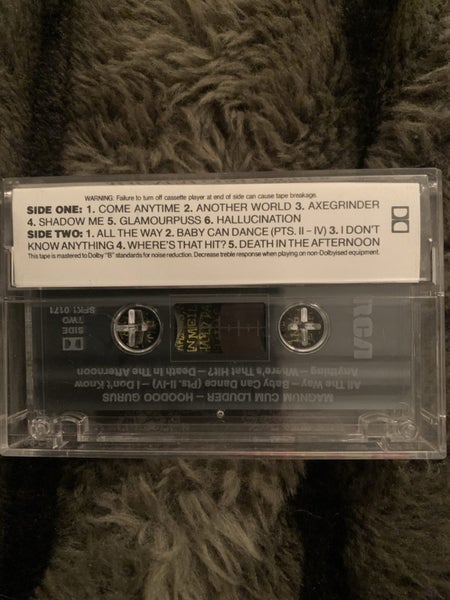 WARNING: Failure to turn off cassette player at end of side can cause tape breakage.
SIDE ONE: 1. COME ANYTIME 2. ANOTHER WORLD 3. AXEGRINDER
4. SHADOW ME 5. GLAMOURPUSS 6. HALLUCINATION
SIDE TWO: 1. ALL THE WAY 2. BABY CAN DANCE (PTS. II – IV) 3. I DON'T
KNOW ANYTHING 4. WHERE'S THAT HIT? 5. DEATH IN THE AFTERNOON
This tape is mastered to Dolby "B" standards for noise reduction. Decrease treble response when playing on non-Dolbyised equipment.
MAGNUM CUM LOUDER – HOODOO GURUS
All The Way – Baby Can Dance (Pts. II–IV) – I Don't Know
Anything – Where's That Hit? – Death In The Afternoon
RCA
SIDE
TWO
SFK1 0171